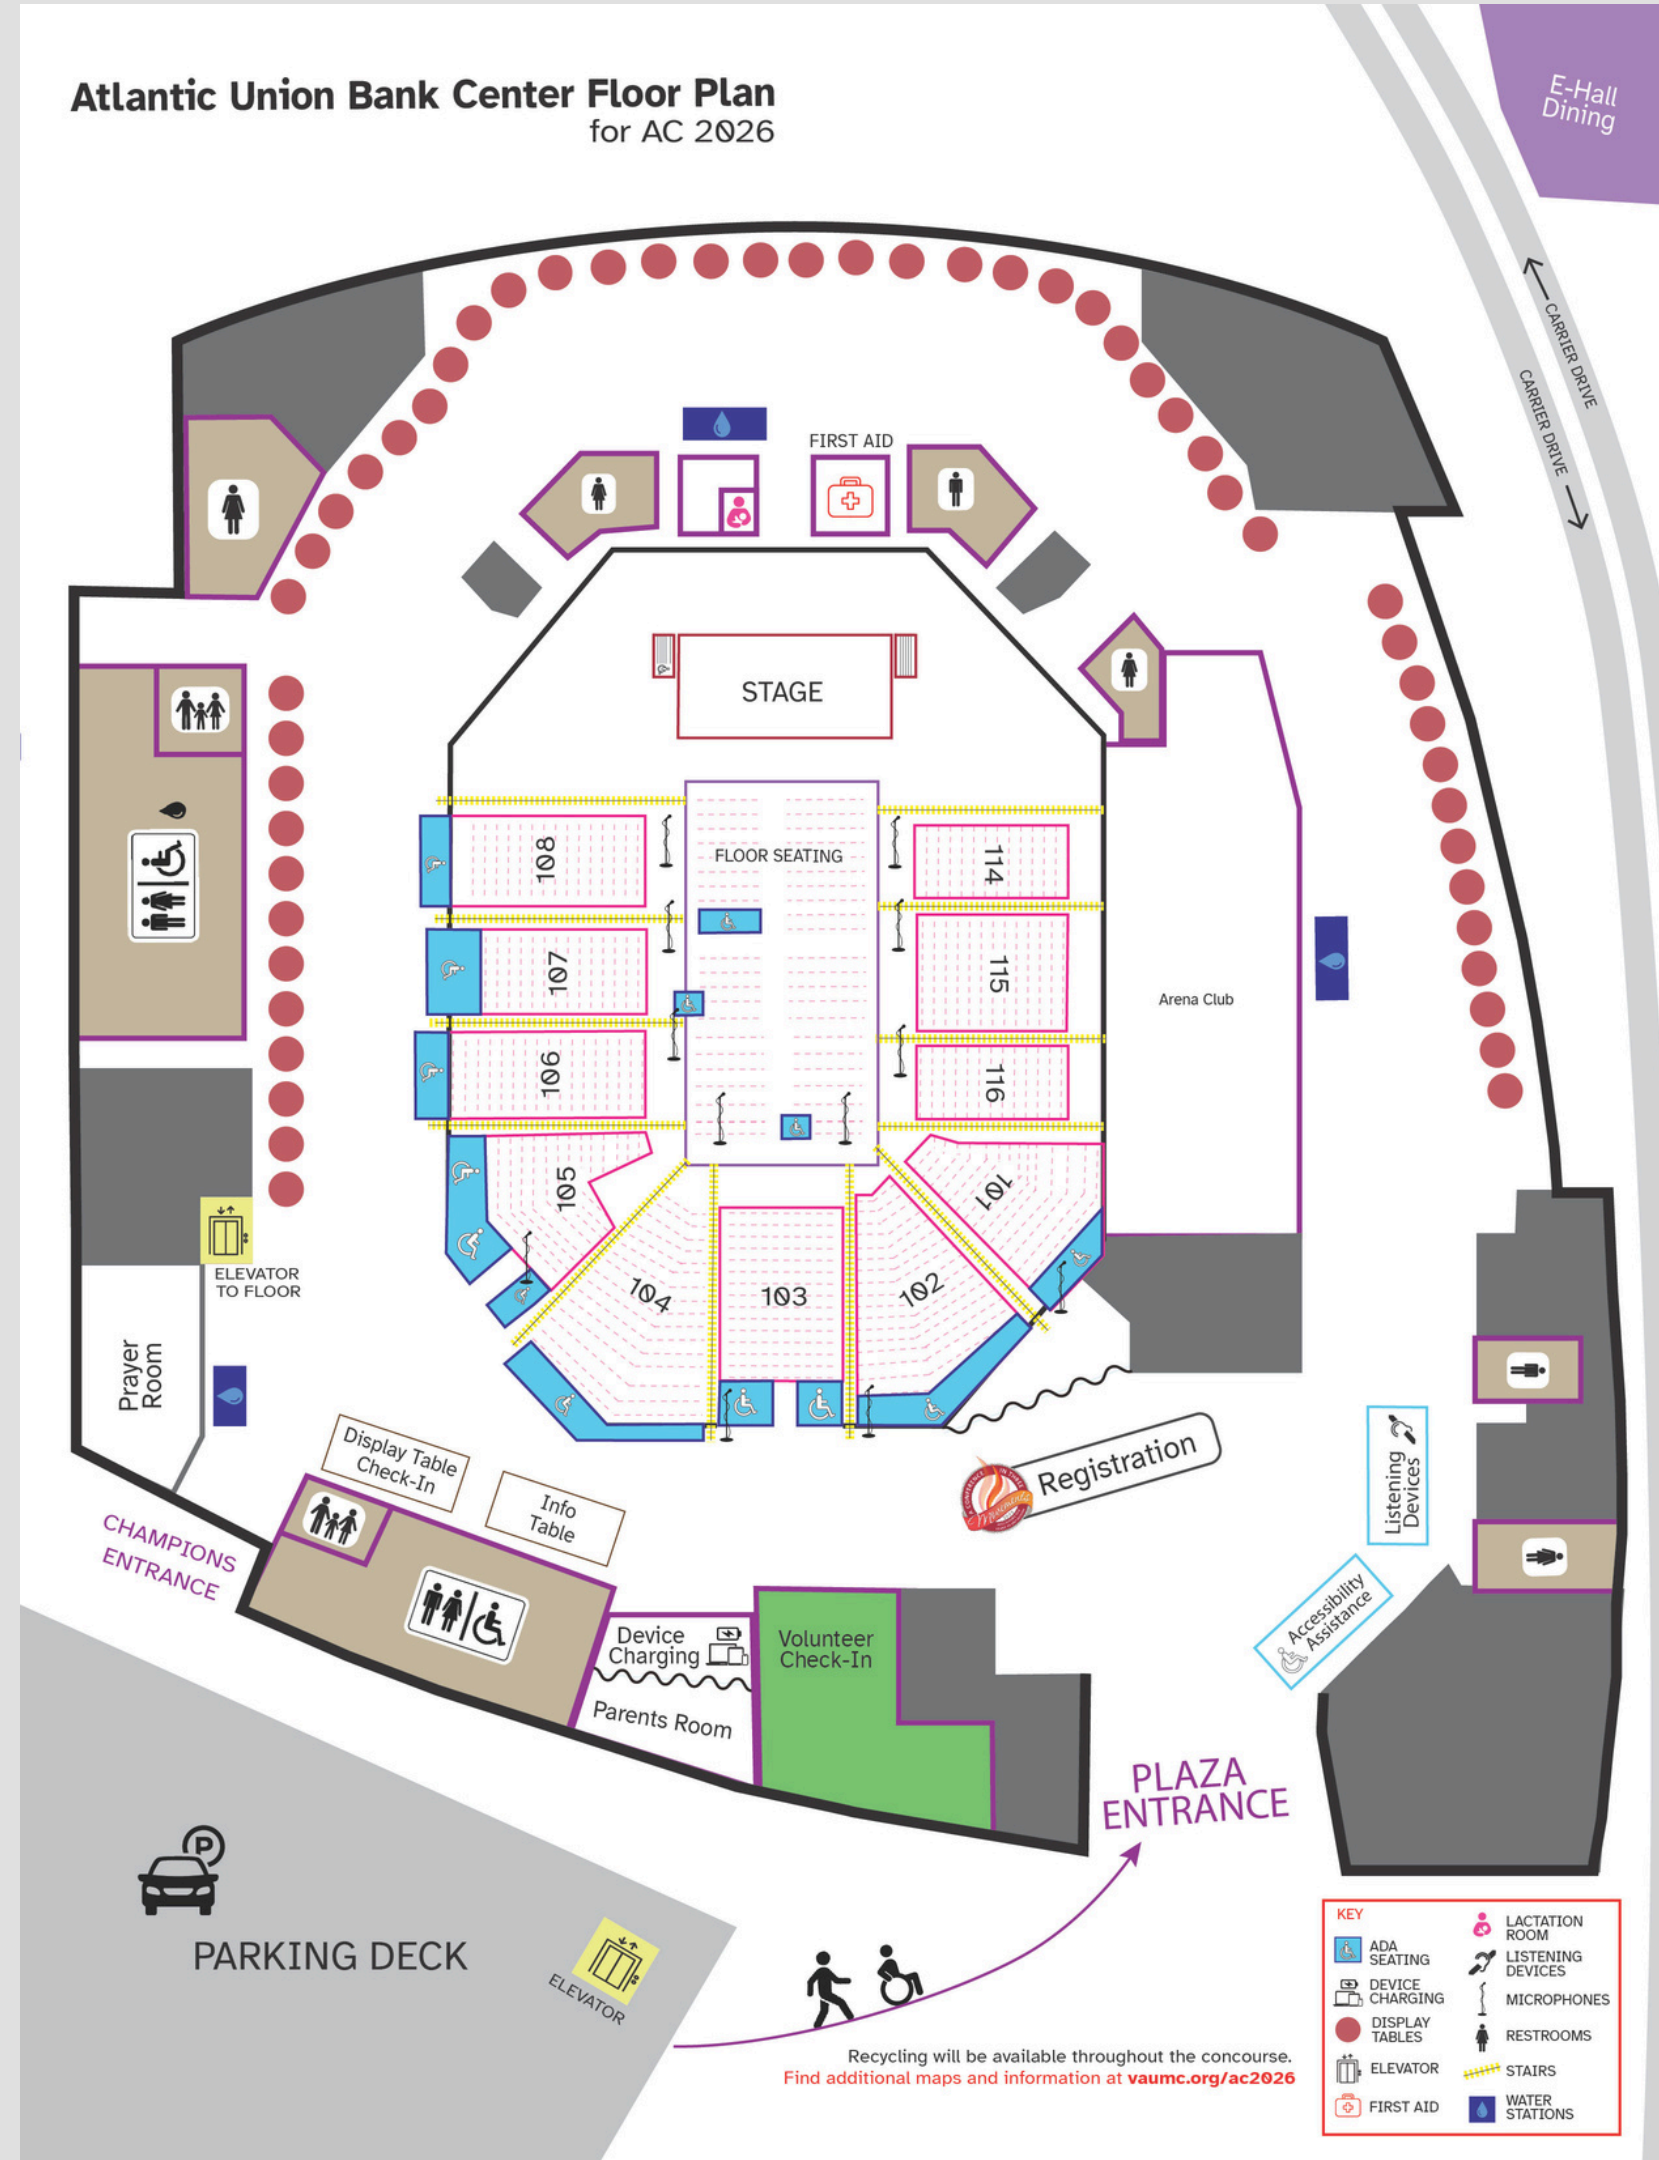 Atlantic Union Bank Center Floor Plan
for AC 2026
E-Hall
Dining
CARRIER DRIVE
CARRIER DRIVE
FIRST AID
STAGE
FLOOR SEATING
108
107
106
105
104
103
102
101
114
115
116
Arena Club
ELEVATOR
TO FLOOR
Prayer
Room
Display Table
Check-In
Info
Table
Registration
Listening
Devices
Accessibility
Assistance
CHAMPIONS
ENTRANCE
Device
Charging
Parents Room
Volunteer
Check-In
PLAZA
ENTRANCE
P
PARKING DECK
ELEVATOR
Recycling will be available throughout the concourse.
Find additional maps and information at vaumc.org/ac2026
KEY
ADA
SEATING
DEVICE
CHARGING
DISPLAY
TABLES
ELEVATOR
FIRST AID
LACTATION
ROOM
LISTENING
DEVICES
MICROPHONES
RESTROOMS
STAIRS
WATER
STATIONS